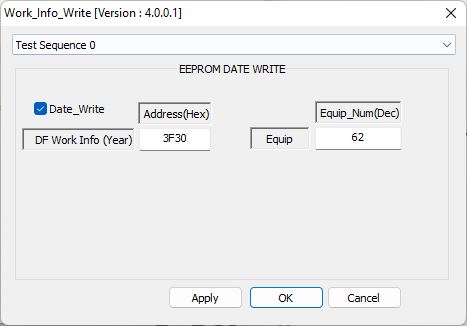 Work_Info_Write [Version : 4.0.0.1]
Test Sequence 0
EEPROM DATE WRITE
Date_Write
Address(Hex)
Equip_Num(Dec)
DF Work Info (Year)
3F30
Equip
62
Apply
OK
Cancel